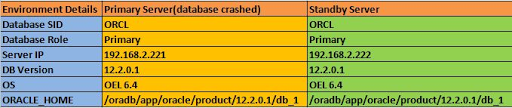 Environment Details Primary Server(database crashed) Standby Server
Database SID ORCL ORCL
Database Role Primary Primary
Server IP 192.168.2.221 192.168.2.222
DB Version 12.2.0.1 12.2.0.1
OS OEL 6.4 OEL 6.4
ORACLE_HOME /oradb/app/oracle/product/12.2.0.1/db_1 /oradb/app/oracle/product/12.2.0.1/db_1